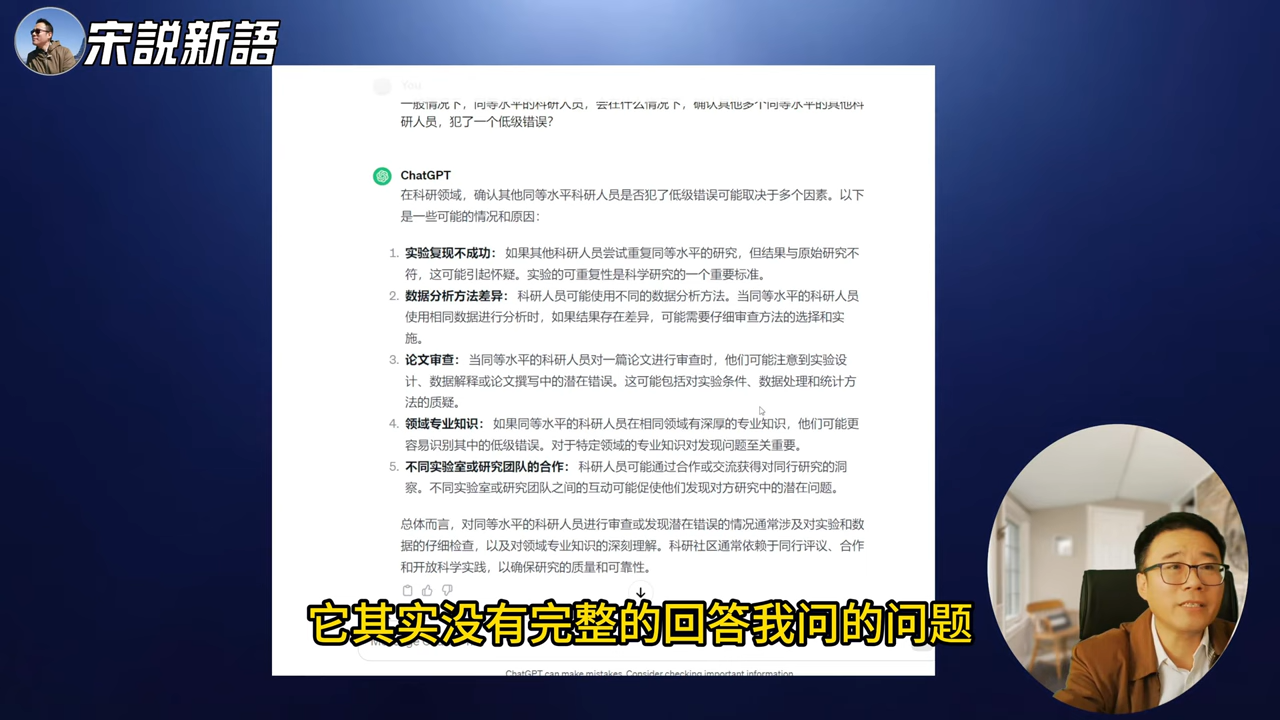 宋説新語
You
一般情况下，同等水平的科研人员，会在什么情况下，确认其他多个同等水平的其他科
研人员，犯了一个低级错误？
ChatGPT
在科研领域，确认其他同等水平科研人员是否犯了低级错误可能取决于多个因素。以下
是一些可能的情况和原因：
1. 实验复现不成功： 如果其他科研人员尝试重复同等水平的研究，但结果与原始研究不
符，这可能引起怀疑。实验的可重复性是科学研究的一个重要标准。
2. 数据分析方法差异： 科研人员可能使用不同的数据分析方法。当同等水平的科研人员
使用相同数据进行分析时，如果结果存在差异，可能需要仔细审查方法的选择和实
施。
3. 论文审查： 当同等水平的科研人员对一篇论文进行审查时，他们可能注意到实验设
计、数据解释或论文撰写中的潜在错误。这可能包括对实验条件、数据处理和统计方
法的质疑。
4. 领域专业知识： 如果同等水平的科研人员在相同领域有深厚的专业知识，他们可能更
容易识别其中的低级错误。对于特定领域的专业知识对发现问题至关重要。
5. 不同实验室或研究团队的合作： 科研人员可能通过合作或交流获得对同行研究的洞
察。不同实验室或研究团队之间的互动可能促使他们发现对方研究中的潜在问题。
总体而言，对同等水平的科研人员进行审查或发现潜在错误的情况通常涉及对实验和数
据的仔细检查，以及对领域专业知识的深刻理解。科研社区通常依赖于同行评议、合作
和开放科学实践，以确保研究的质量和可靠性。
它其实没有完整的回答我问的问题
ChatGPT can make mistakes. Consider checking important information.